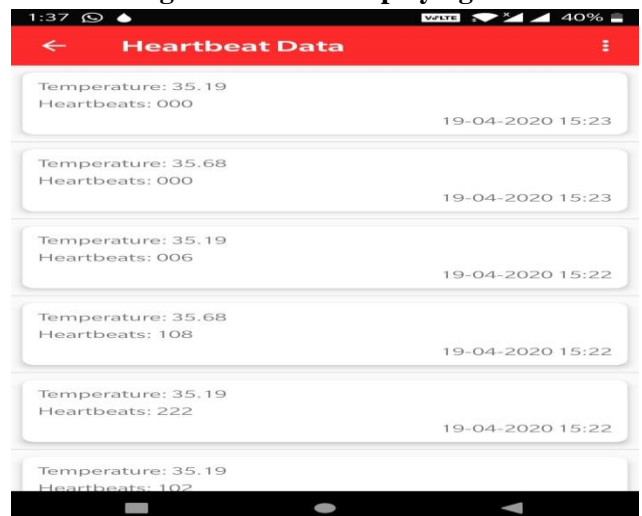 1:37 VoLTE 40%
Heartbeat Data
Temperature: 35.19
Heartbeats: 000
19-04-2020 15:23
Temperature: 35.68
Heartbeats: 000
19-04-2020 15:23
Temperature: 35.19
Heartbeats: 006
19-04-2020 15:22
Temperature: 35.68
Heartbeats: 108
19-04-2020 15:22
Temperature: 35.19
Heartbeats: 222
19-04-2020 15:22
Temperature: 35.19
Heartbeats: 102